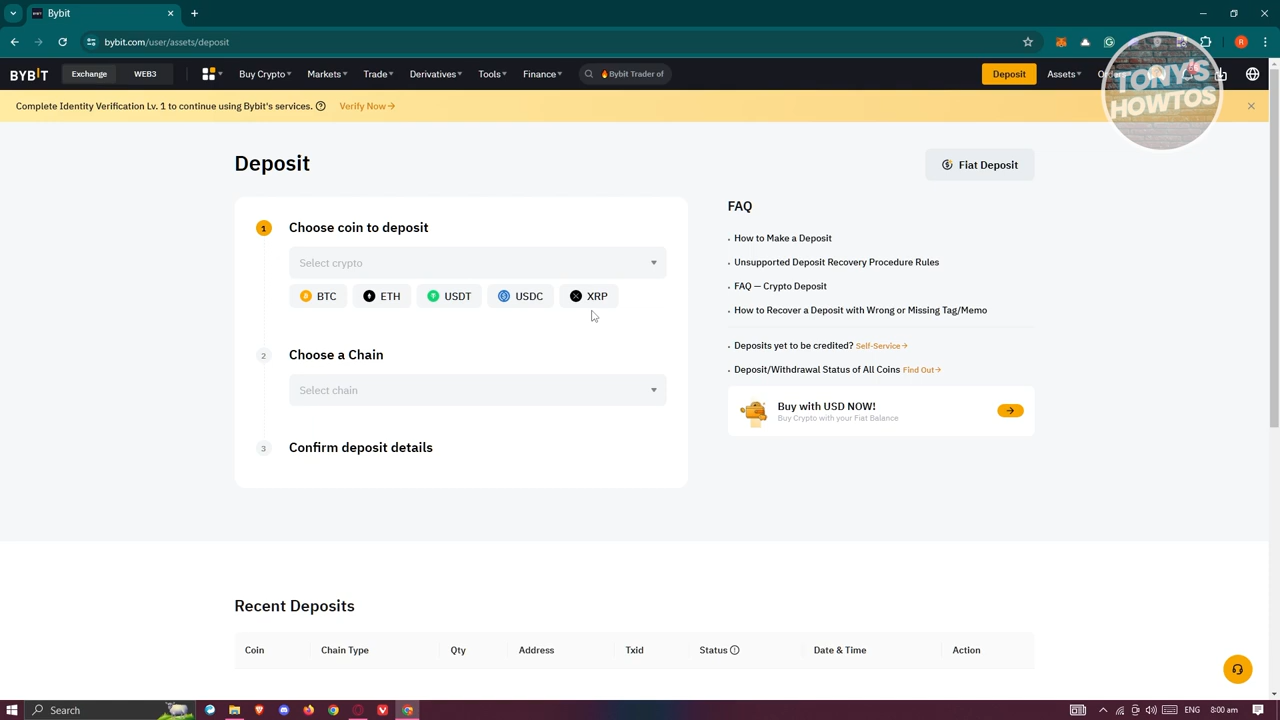 Bybit
bybit.com/user/assets/deposit
R
BYBIT
Exchange
WEB3
Buy Crypto
Markets
Trade
Derivatives
Tools
Finance
Bybit Trader of
Deposit
Assets
Orders
TONY'S
HOWTOS
Complete Identity Verification Lv. 1 to continue using Bybit's services.
Verify Now
Deposit
Fiat Deposit
1
Choose coin to deposit
Select crypto
BTC
ETH
USDT
USDC
XRP
2
Choose a Chain
Select chain
3
Confirm deposit details
FAQ
How to Make a Deposit
Unsupported Deposit Recovery Procedure Rules
FAQ — Crypto Deposit
How to Recover a Deposit with Wrong or Missing Tag/Memo
Deposits yet to be credited? Self-Service
Deposit/Withdrawal Status of All Coins Find Out
Buy with USD NOW!
Buy Crypto with your Fiat Balance
Recent Deposits
Coin
Chain Type
Qty
Address
Txid
Status
Date & Time
Action
Search
ENG
8:00 am